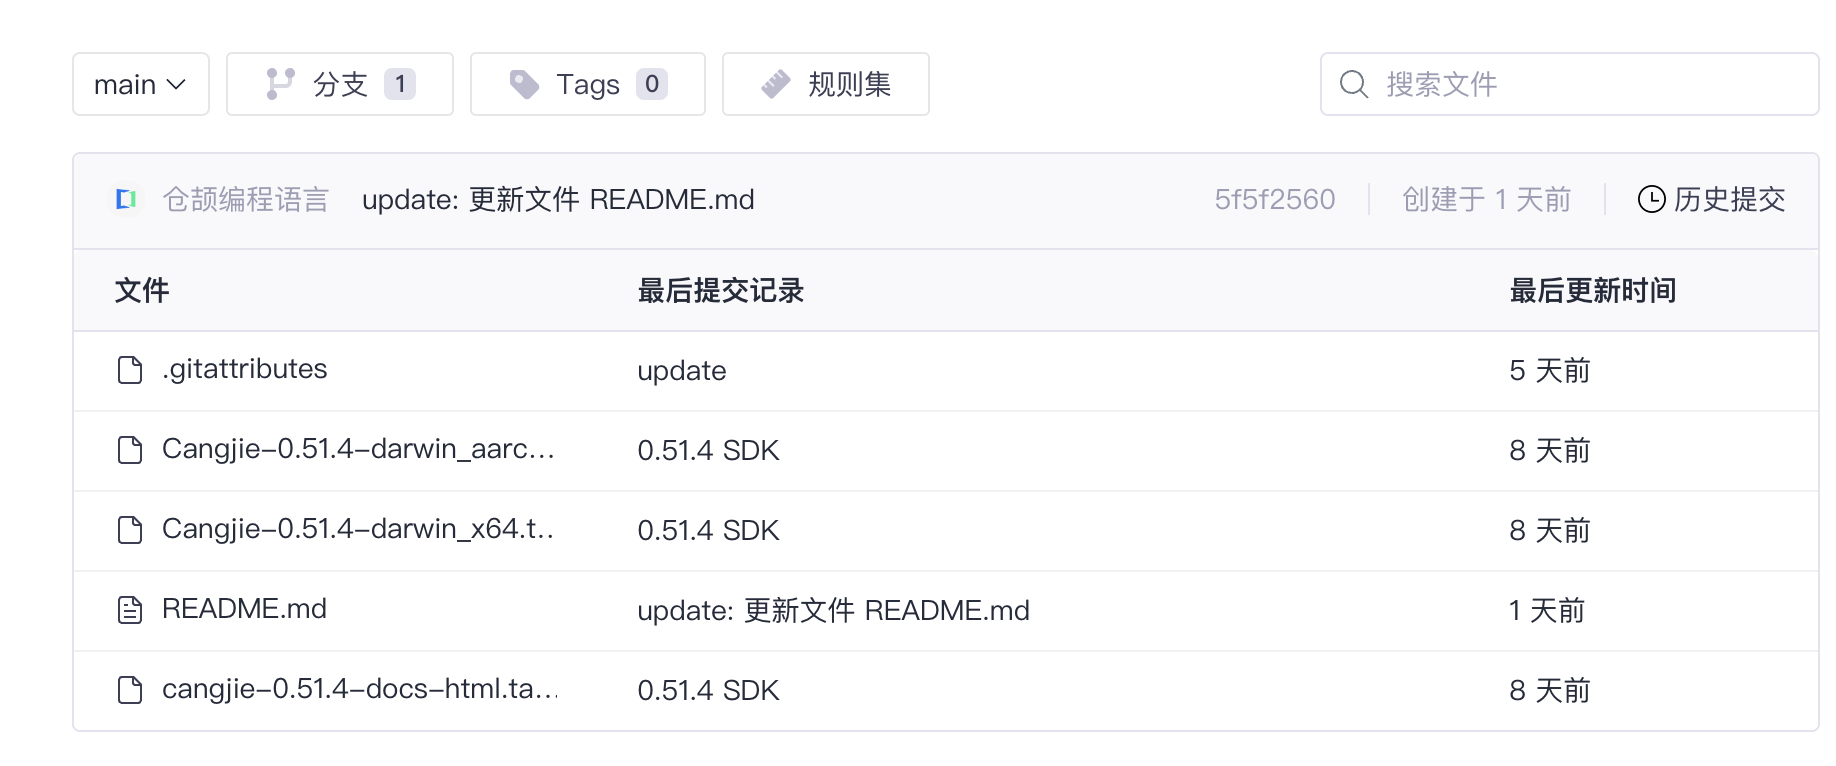 main 分支 1 Tags 0 规则集 搜索文件
仓颉编程语言 update: 更新文件 README.md 5f5f2560 创建于 1 天前 历史提交
文件 最后提交记录 最后更新时间
.gitattributes update 5 天前
Cangjie-0.51.4-darwin_aarc... 0.51.4 SDK 8 天前
Cangjie-0.51.4-darwin_x64.t.. 0.51.4 SDK 8 天前
README.md update: 更新文件 README.md 1 天前
cangjie-0.51.4-docs-html.ta... 0.51.4 SDK 8 天前